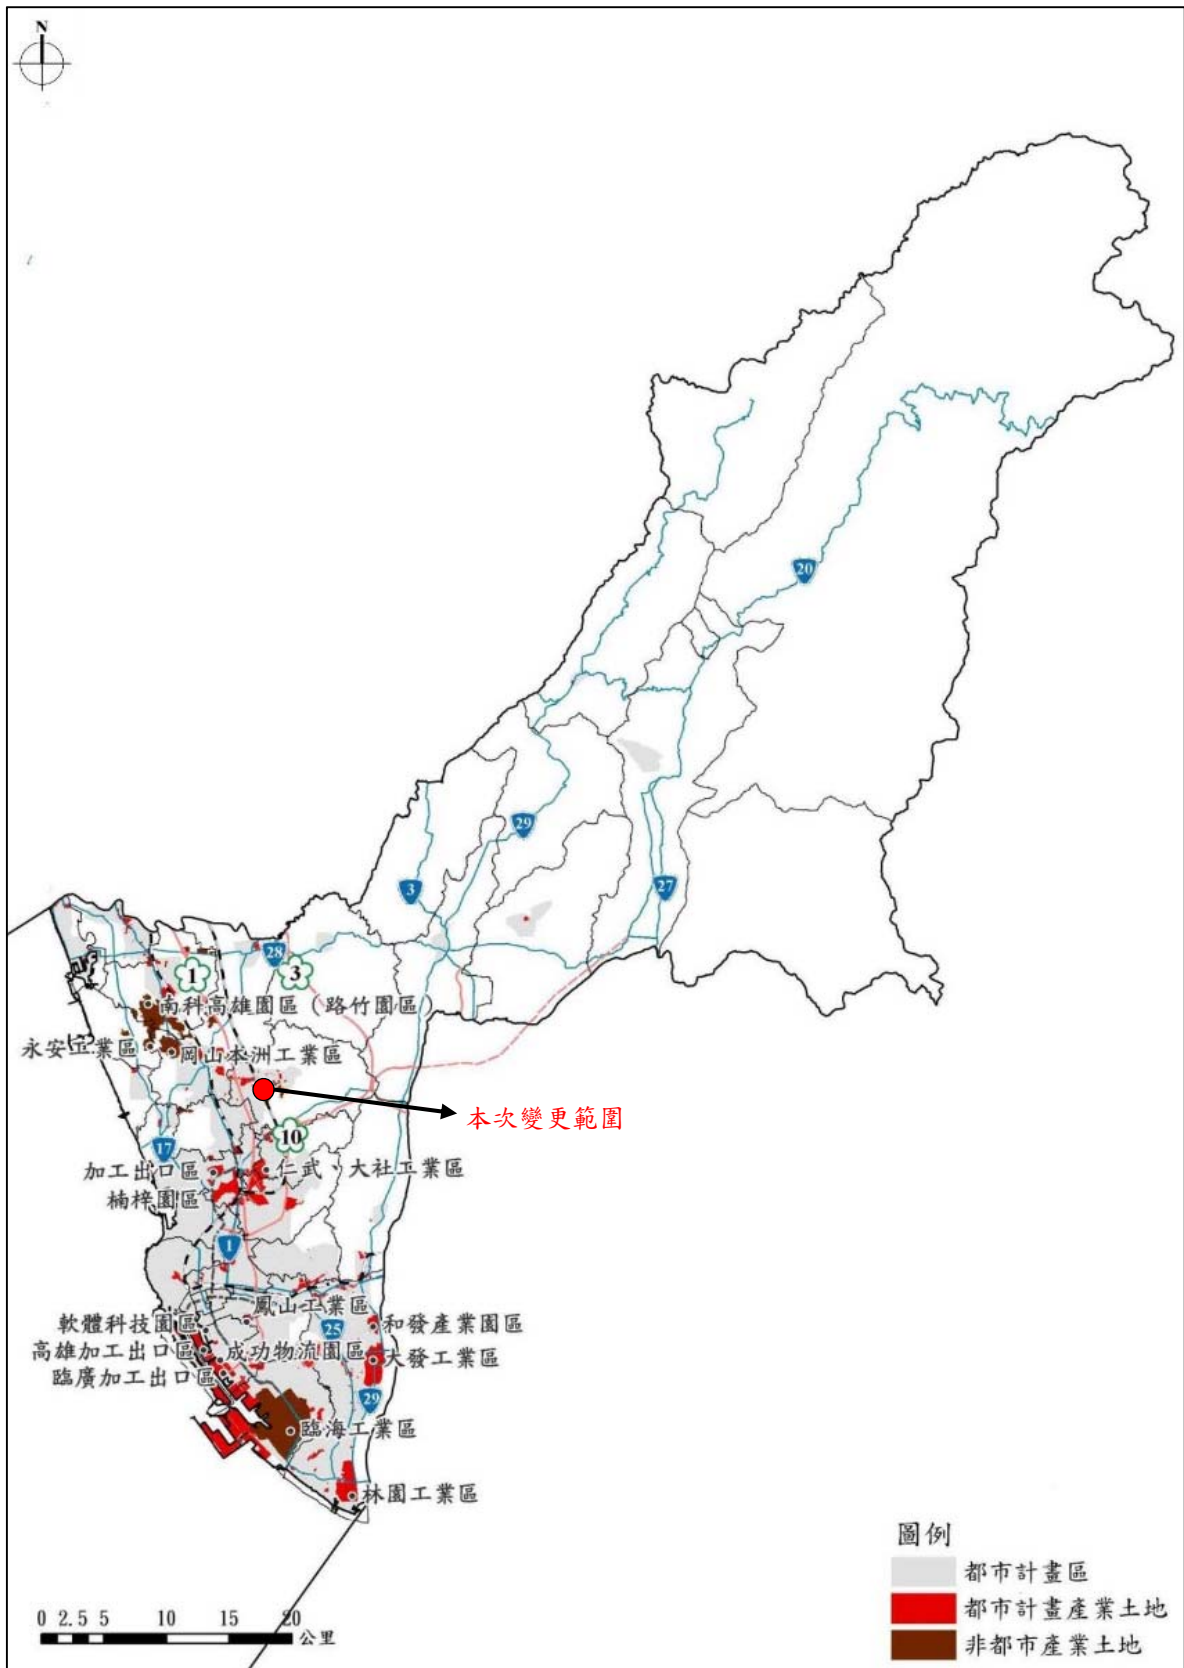 N
20
29
3
27
28
1
3
南科高雄園區（路竹園區）
永安工業區
岡山本洲工業區
本次變更範圍
10
17
加工出口區
楠梓園區
仁武、大社工業區
1
鳳山工業區
軟體科技園區
25
和發產業園區
高雄加工出口區
成功物流園區
大發工業區
臨廣加工出口區
29
臨海工業區
林園工業區
圖例
都市計畫區
都市計畫產業土地
非都市產業土地
0 2.5 5 10 15 20
公里